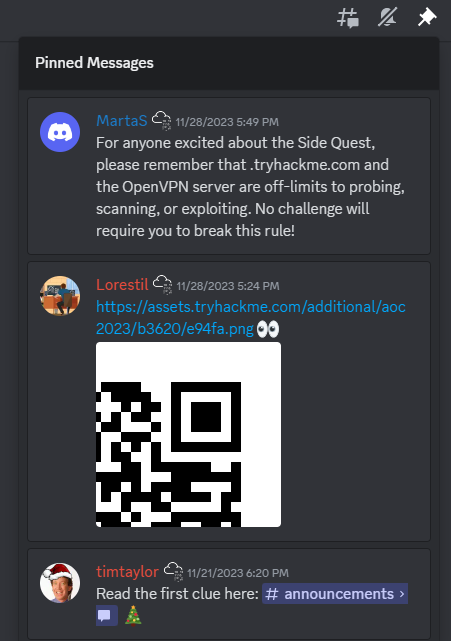 Pinned Messages
MartaS 11/28/2023 5:49 PM
For anyone excited about the Side Quest,
please remember that .tryhackme.com and
the OpenVPN server are off-limits to probing,
scanning, or exploiting. No challenge will
require you to break this rule!
Lorestil 11/28/2023 5:24 PM
https://assets.tryhackme.com/additional/aoc
2023/b3620/e94fa.png 👀
timtaylor 11/21/2023 6:20 PM
Read the first clue here: # announcements ›
🎄